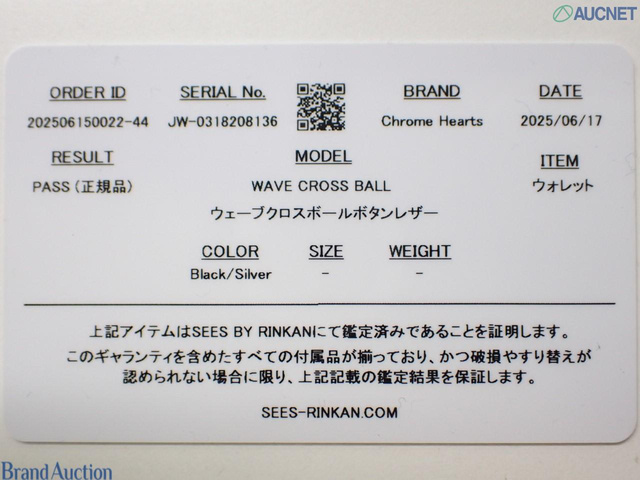 AUCNET
ORDER ID SERIAL No. BRAND DATE
202506150022-44 JW-0318208136 Chrome Hearts 2025/06/17
RESULT MODEL ITEM
PASS（正規品） WAVE CROSS BALL ウォレット
ウェーブクロスボールボタンレザー
COLOR SIZE WEIGHT
Black/Silver - -
上記アイテムはSEES BY RINKANにて鑑定済みであることを証明します。
このギャランティを含めたすべての付属品が揃っており、かつ破損やすり替えが
認められない場合に限り、上記記載の鑑定結果を保証します。
SEES-RINKAN.COM
Brand Auction